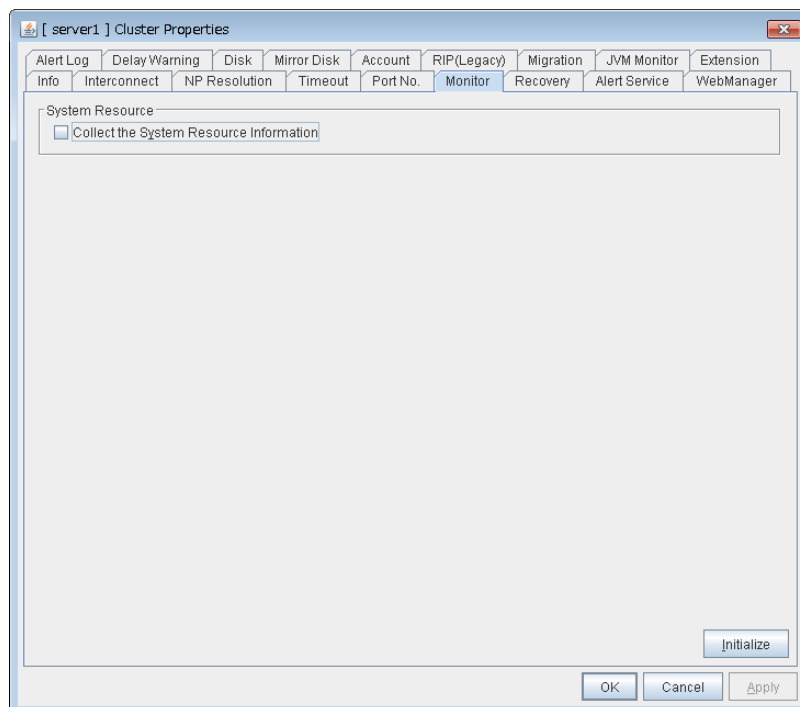 [ server1 ] Cluster Properties
Alert Log Delay Warning Disk Mirror Disk Account RIP(Legacy) Migration JVM Monitor Extension
Info Interconnect NP Resolution Timeout Port No. Monitor Recovery Alert Service WebManager
System Resource
Collect the System Resource Information
Initialize
OK Cancel Apply